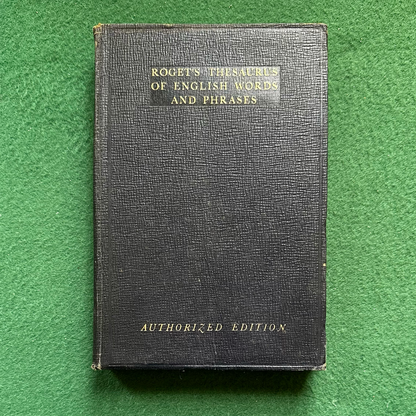 ROGET'S THESAURUS
OF ENGLISH WORDS
AND PHRASES
AUTHORIZED EDITION